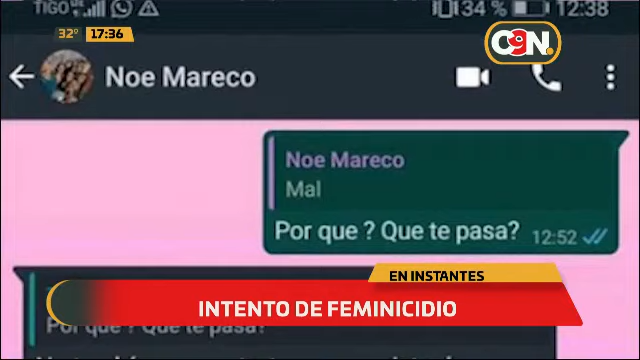 TIGO
34 %
12:38
32º
17:36
C9N.
Noe Mareco
Noe Mareco
Mal
Por que ? Que te pasa?
12:52
EN INSTANTES
INTENTO DE FEMINICIDIO
Por que ? Que te pasa?